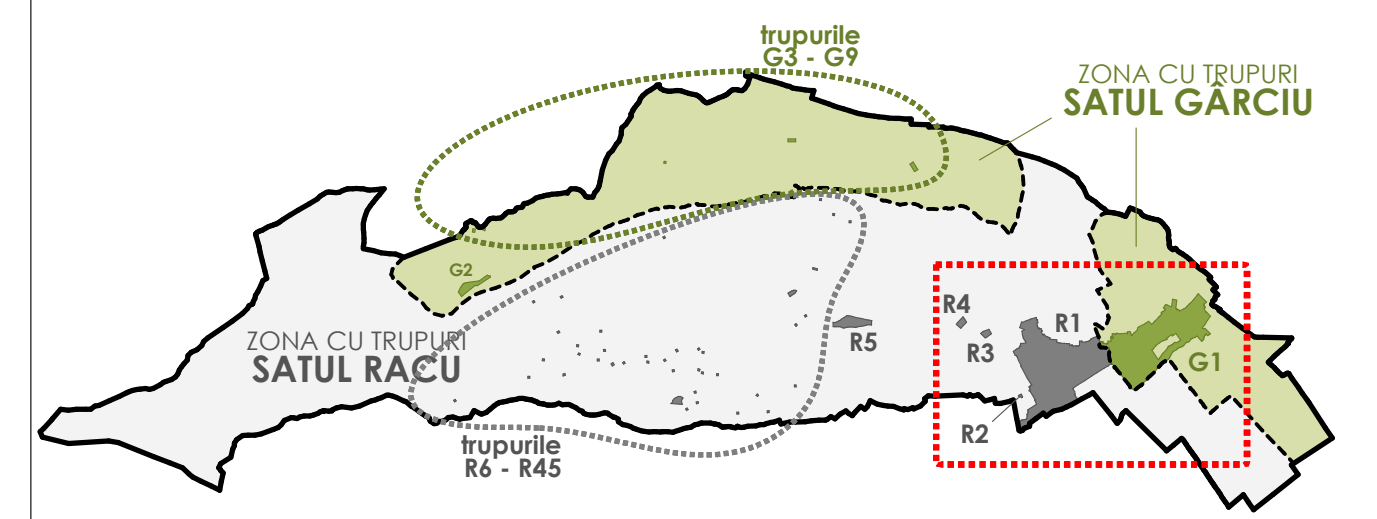 trupurile
G3 - G9
ZONA CU TRUPURI
SATUL GÂRCIU
G2
R4
R1
R3
R5
G1
ZONA CU TRUPURI
SATUL RACU
R2
trupurile
R6 - R45